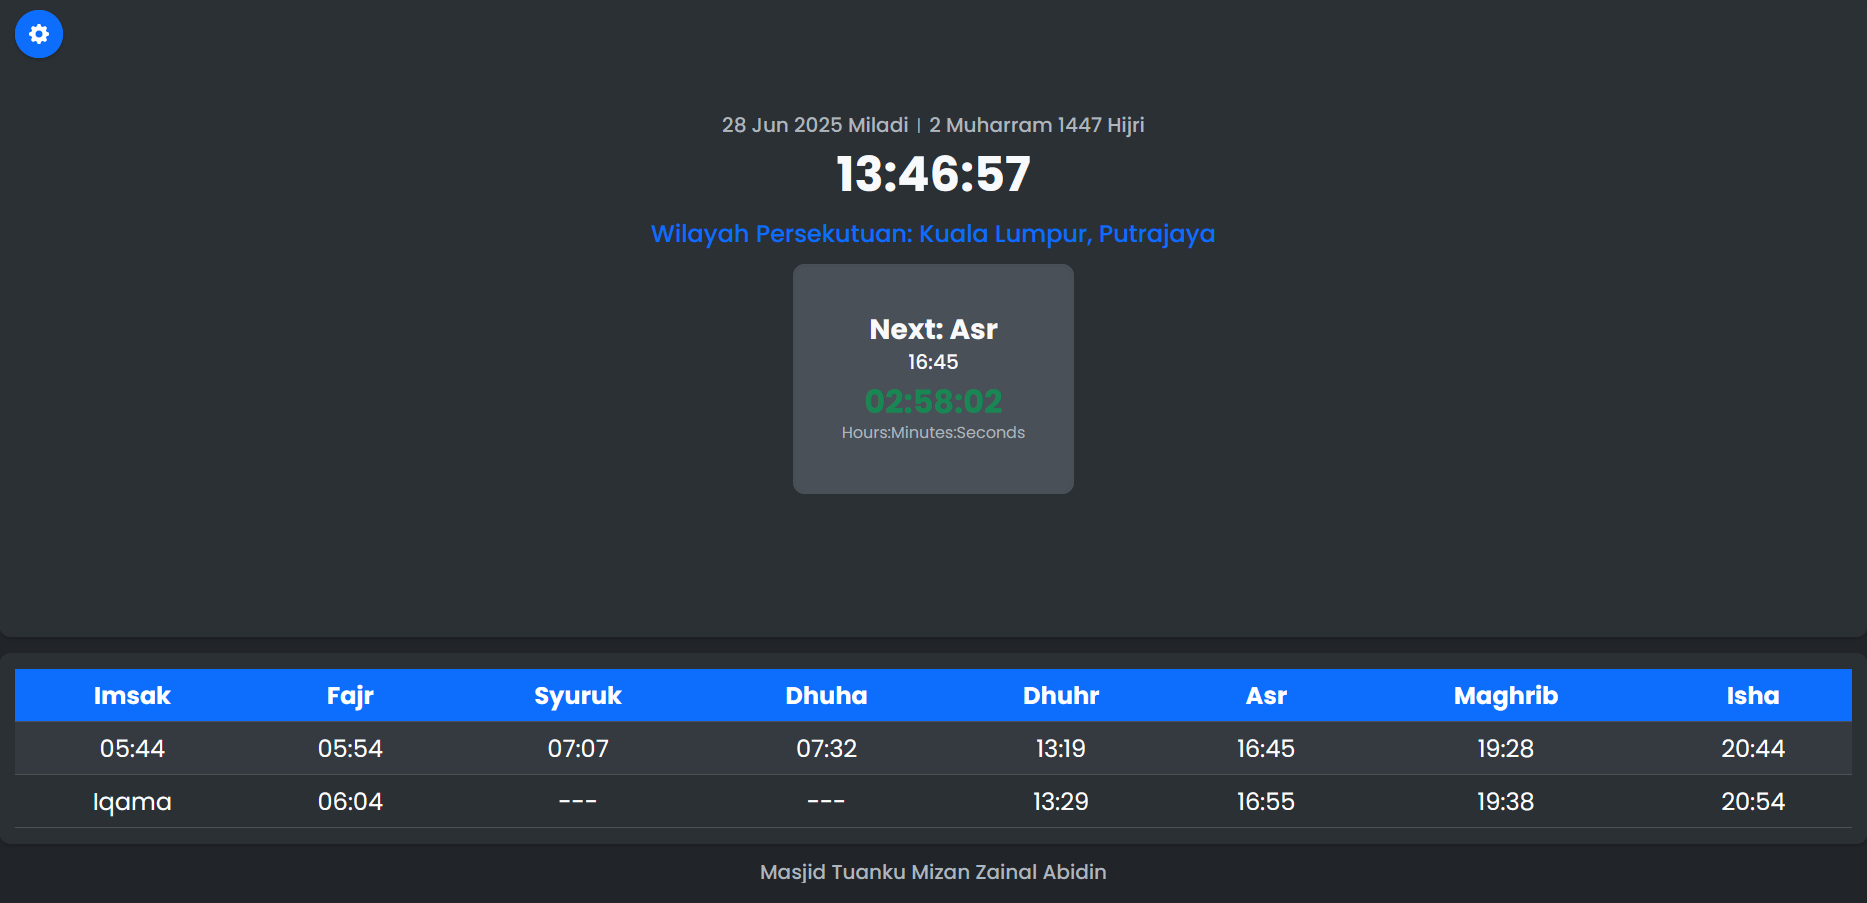 28 Jun 2025 Miladi | 2 Muharram 1447 Hijri
13:46:57
Wilayah Persekutuan: Kuala Lumpur, Putrajaya
Next: Asr
16:45
02:58:02
Hours:Minutes:Seconds
Imsak Fajr Syuruk Dhuha Dhuhr Asr Maghrib Isha
05:44 05:54 07:07 07:32 13:19 16:45 19:28 20:44
Iqama 06:04 --- --- 13:29 16:55 19:38 20:54
Masjid Tuanku Mizan Zainal Abidin